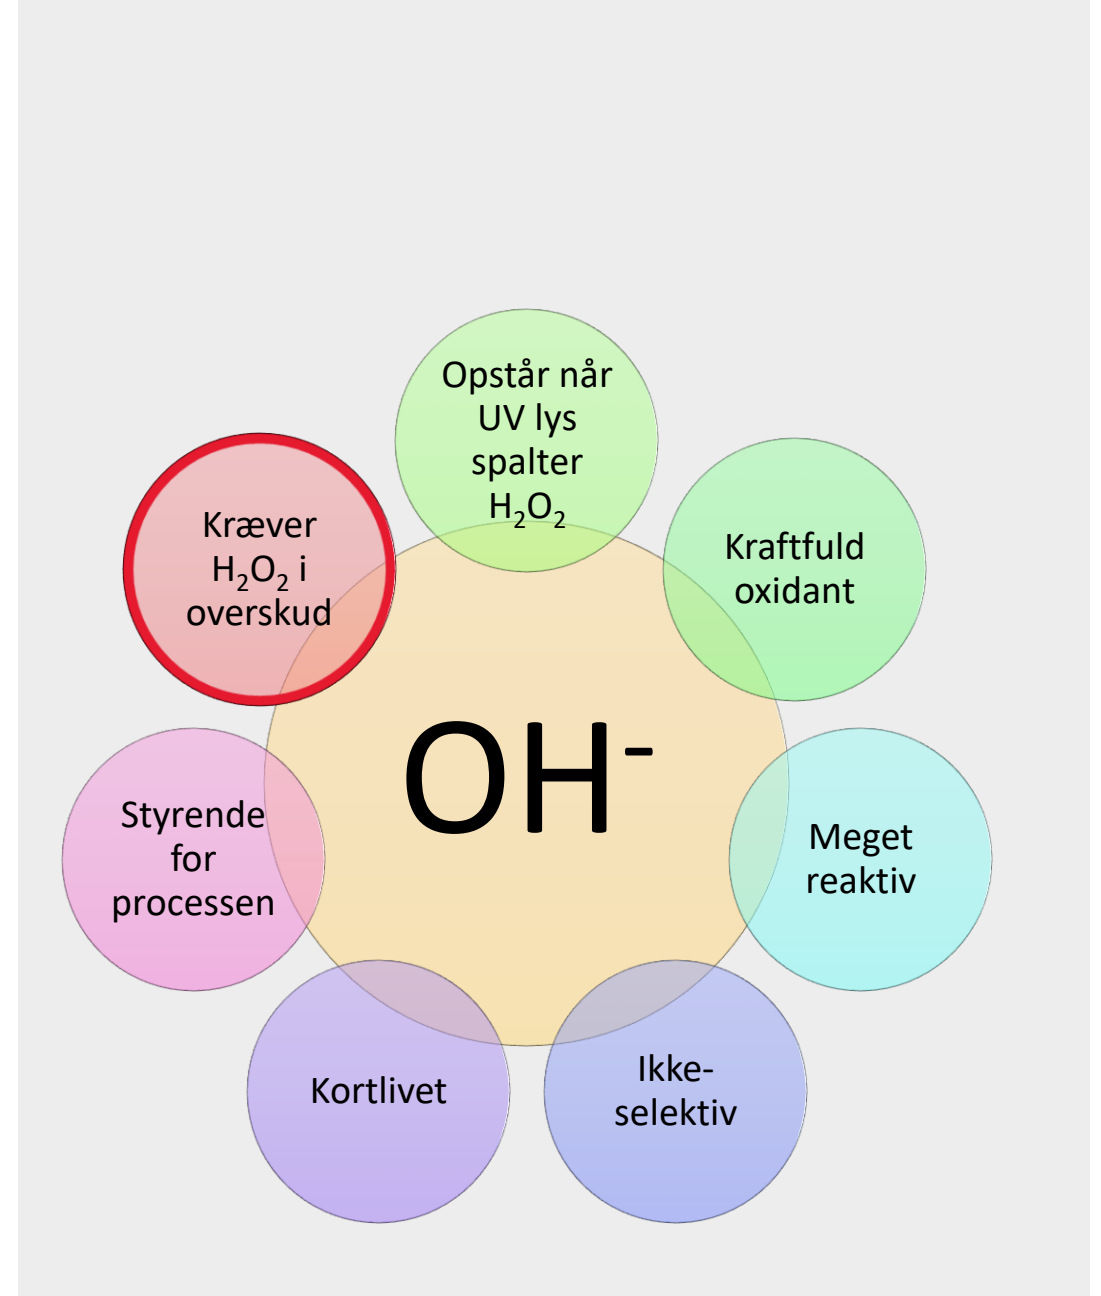 Opstår når
UV lys
spalter
H₂O₂
Kraftfuld
oxidant
Meget
reaktiv
Ikke-
selektiv
Kortlivet
Styrende
for
processen
Kræver
H₂O₂ i
overskud
OH⁻